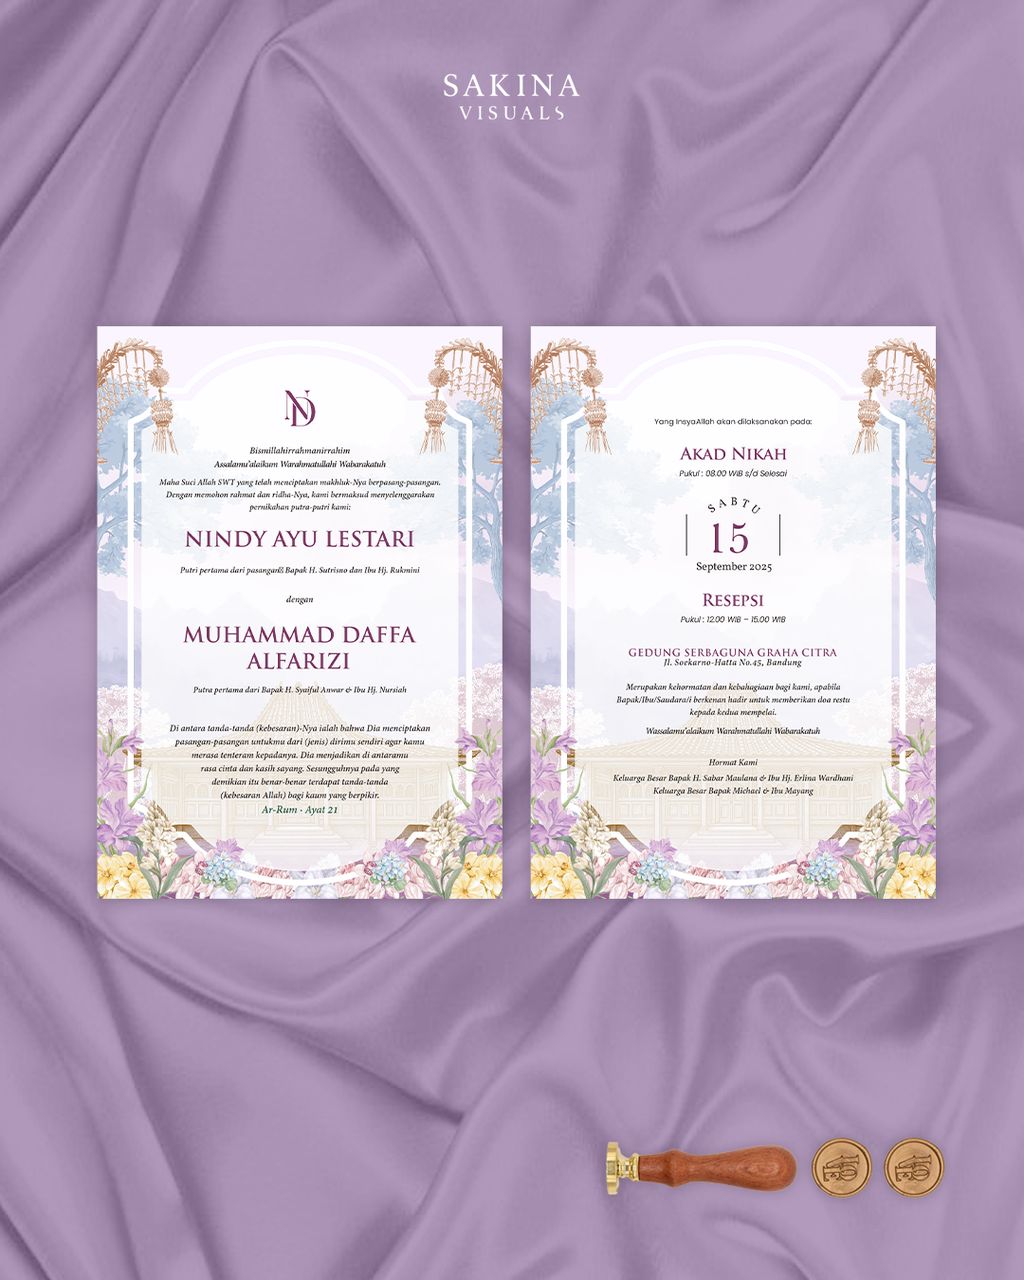 SAKINA
VISUALS
ND
Bismillahirrahmanirrahim
Assalamu'alaikum Warahmatullahi Wabarakatuh
Maha Suci Allah SWT yang telah menciptakan makhluk-Nya berpasang-pasangan.
Dengan memohon rahmat dan ridha-Nya, kami bermaksud menyelenggarakan
pernikahan putra-putri kami:
NINDY AYU LESTARI
Putri pertama dari pasangan Bapak H. Sutrisno dan Ibu Hj. Rukmini
dengan
MUHAMMAD DAFFA
ALFARIZI
Putra pertama dari Bapak H. Syaiful Anwar & Ibu Hj. Nursiah
Di antara tanda-tanda (kebesaran)-Nya ialah bahwa Dia menciptakan
pasangan-pasangan untukmu dari (jenis) dirimu sendiri agar kamu
merasa tenteram kepadanya. Dia menjadikan di antaramu
rasa cinta dan kasih sayang. Sesungguhnya pada yang
demikian itu benar-benar terdapat tanda-tanda
(kebesaran Allah) bagi kaum yang berpikir.
Ar-Rum · Ayat 21
Yang InsyaAllah akan dilaksanakan pada:
AKAD NIKAH
Pukul : 08.00 WIB s/d Selesai
SABTU
15
September 2025
RESEPSI
Pukul : 12.00 WIB – 15.00 WIB
GEDUNG SERBAGUNA GRAHA CITRA
Jl. Soekarno-Hatta No.45, Bandung
Merupakan kehormatan dan kebahagiaan bagi kami, apabila
Bapak/Ibu/Saudara/i berkenan hadir untuk memberikan doa restu
kepada kedua mempelai.
Wassalamu'alaikum Warahmatullahi Wabarakatuh
Hormat Kami
Keluarga Besar Bapak H. Sabar Maulana & Ibu Hj. Erlina Wardhani
Keluarga Besar Bapak Michael & Ibu Mayang